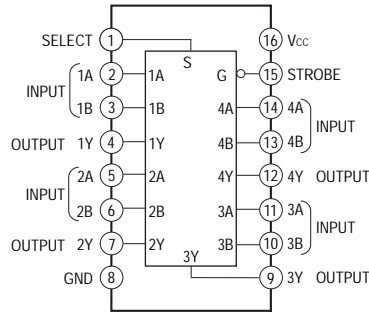 SELECT 1 16 Vcc
S
INPUT 1A 2 1A G 15 STROBE
1B 3 1B 4A 14 4A INPUT
OUTPUT 1Y 4 1Y 4B 13 4B
INPUT 2A 5 2A 4Y 12 4Y OUTPUT
2B 6 2B 3A 11 3A INPUT
OUTPUT 2Y 7 2Y 3B 10 3B
3Y
GND 8 9 3Y OUTPUT